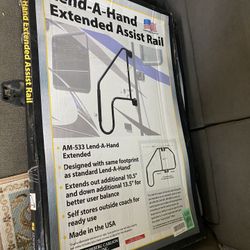 Lend-A-Hand
Extended Assist Rail
Hand Extended Assist Rail
• AM-533 Lend-A-Hand
Extended
• Designed with same footprint
as standard Lend-A-Hand
• Extends out additional 10.5"
and down additional 13.5" for
better user balance
• Self stores outside coach for
ready use
• Made in the USA